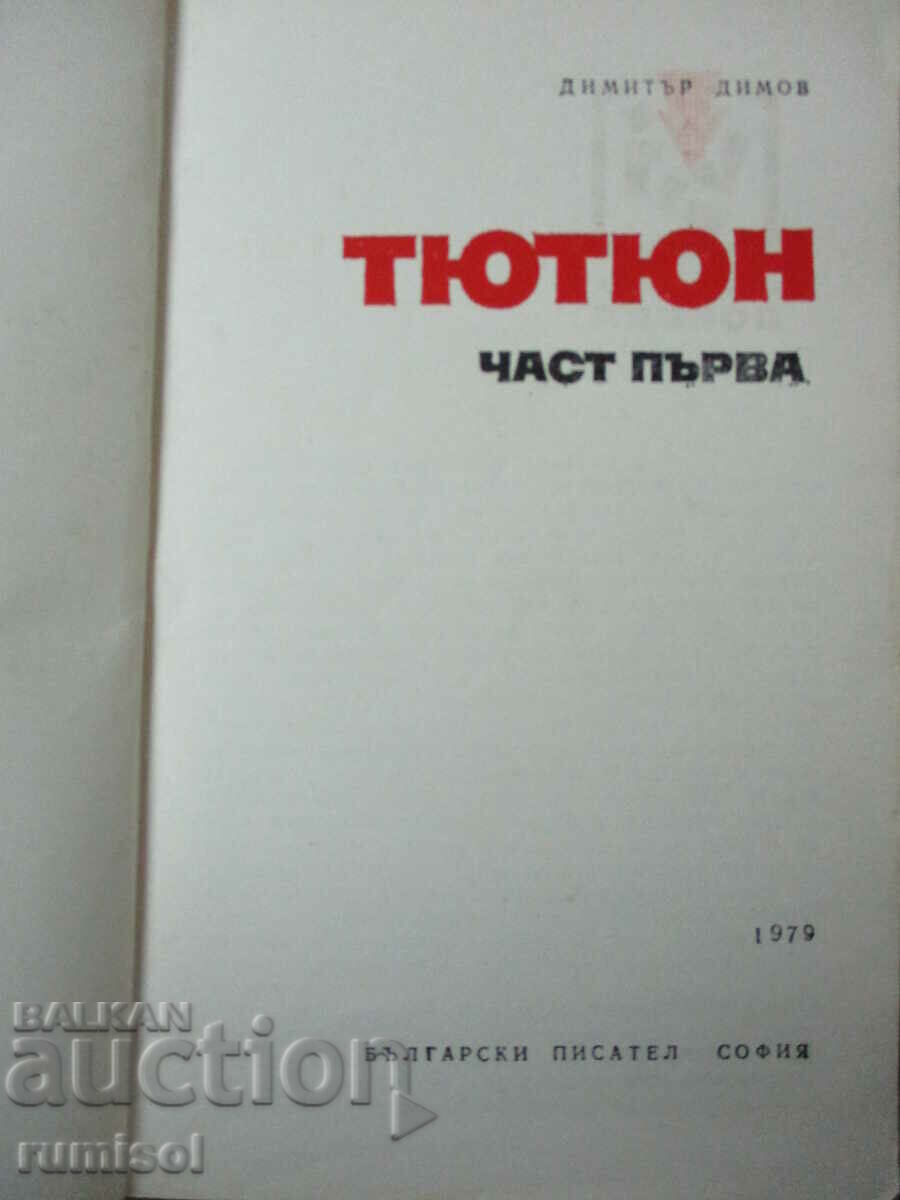 ДИМИТЪР ДИМОВ
ТЮТЮН
ЧАСТ ПЪРВА
1979
БЪЛГАРСКИ ПИСАТЕЛ СОФИЯ
BALKAN
auction
rumisol